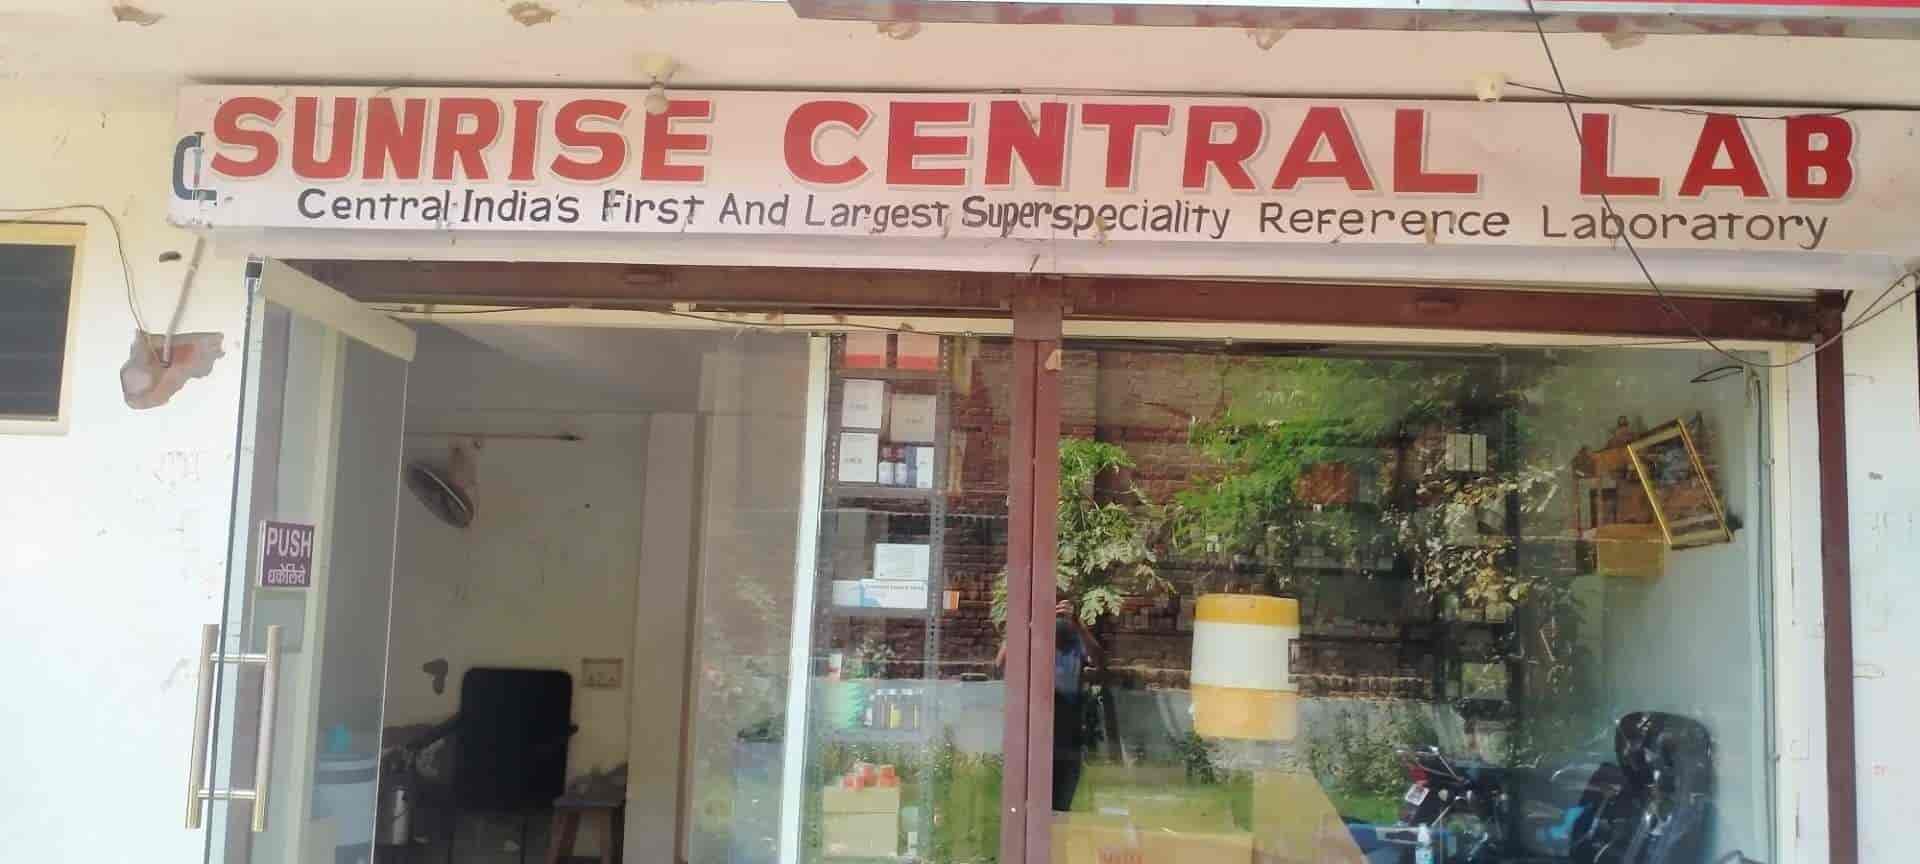 SUNRISE CENTRAL LAB
Central India's First And Largest Superspeciality Reference Laboratory
PUSH
धकेलिये